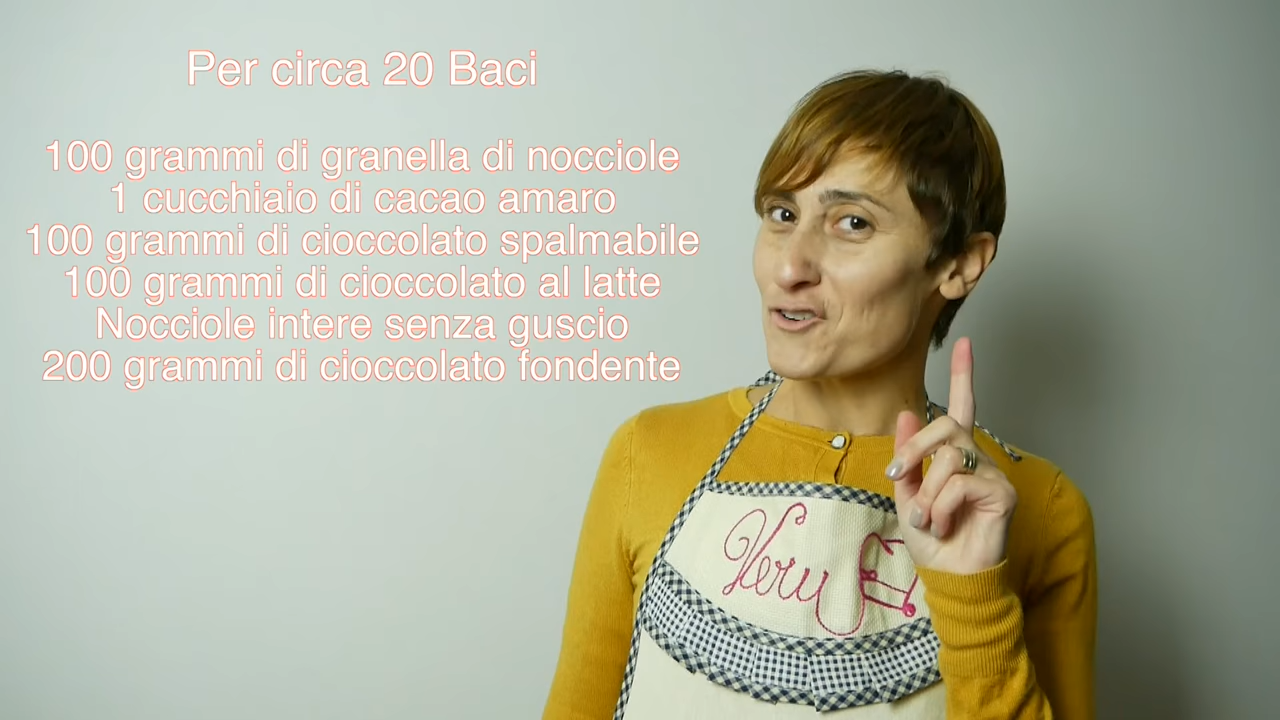 Per circa 20 Baci
100 grammi di granella di nocciole
1 cucchiaio di cacao amaro
100 grammi di cioccolato spalmabile
100 grammi di cioccolato al latte
Nocciole intere senza guscio
200 grammi di cioccolato fondente
Veru